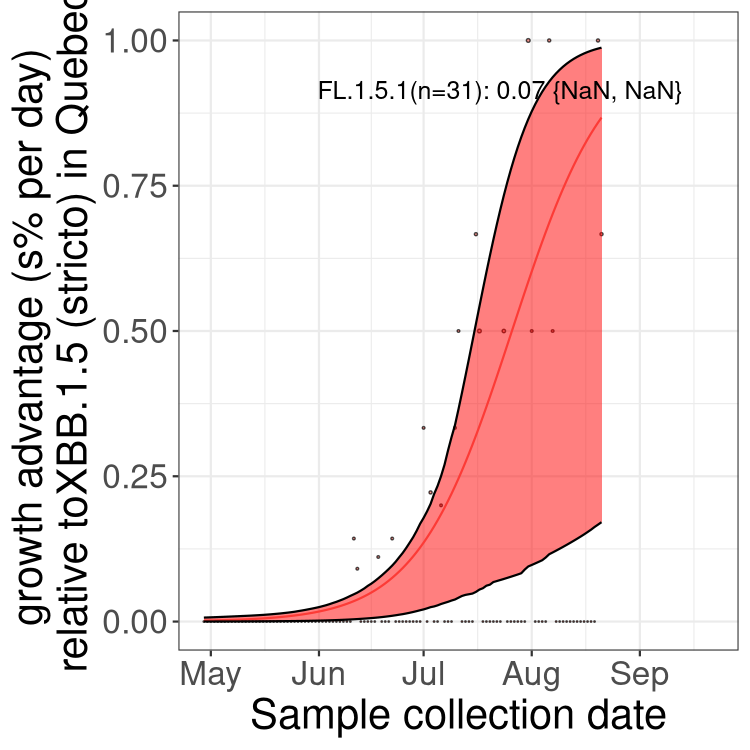 growth advantage (s% per day)
relative toXBB.1.5 (stricto) in Quebec
1.00
0.75
0.50
0.25
0.00
FL.1.5.1(n=31): 0.07 {NaN, NaN}
May Jun Jul Aug Sep
Sample collection date